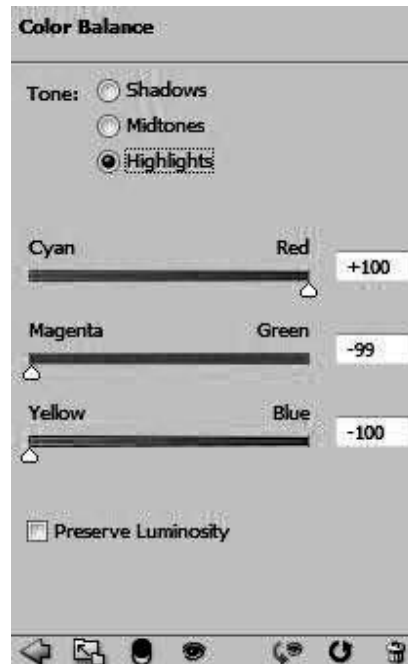 Color Balance
Tone: Shadows
Midtones
Highlights
Cyan Red +100
Magenta Green -99
Yellow Blue -100
Preserve Luminosity